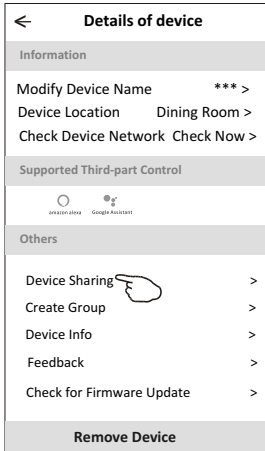 ← Details of device
Information
Modify Device Name *** >
Device Location Dining Room >
Check Device Network Check Now >
Supported Third-part Control
amazon alexa Google Assistant
Others
Device Sharing >
Create Group >
Device Info >
Feedback >
Check for Firmware Update >
Remove Device